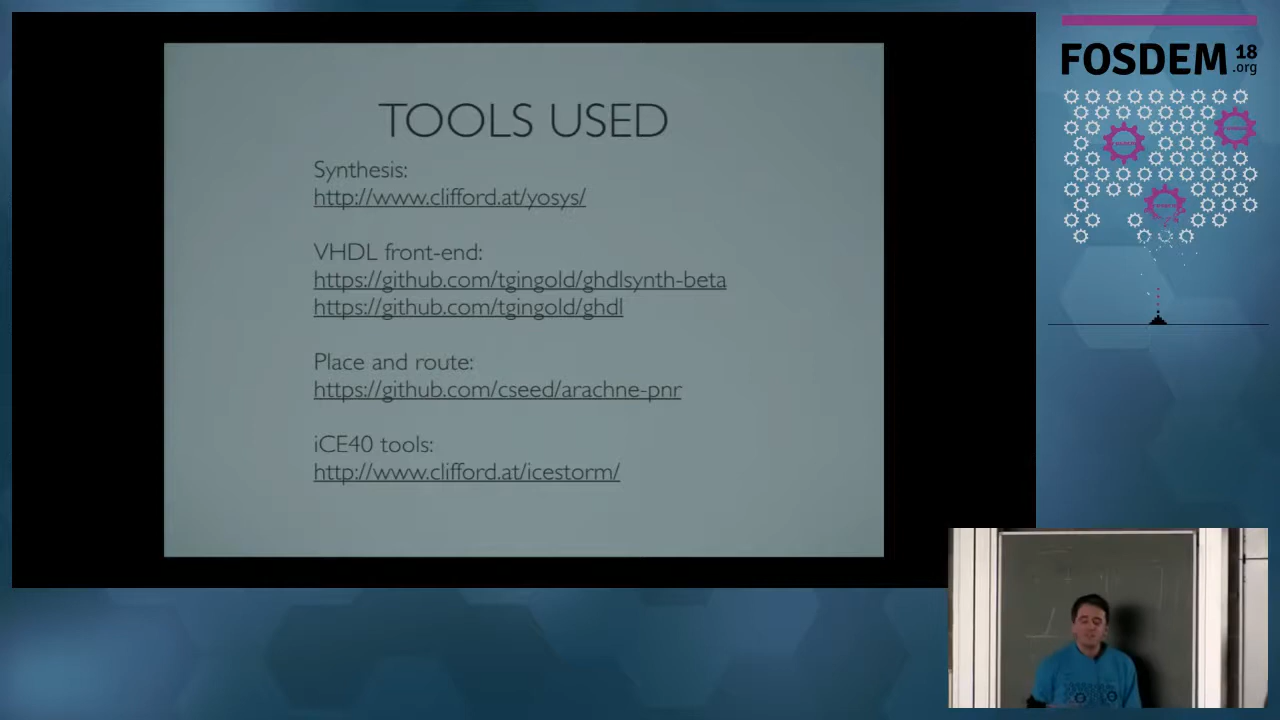 TOOLS USED
Synthesis:
http://www.clifford.at/yosys/
VHDL front-end:
https://github.com/tgingold/ghdlsynth-beta
https://github.com/tgingold/ghdl
Place and route:
https://github.com/cseed/arachne-pnr
iCE40 tools:
http://www.clifford.at/icestorm/
FOSDEM 18
.org